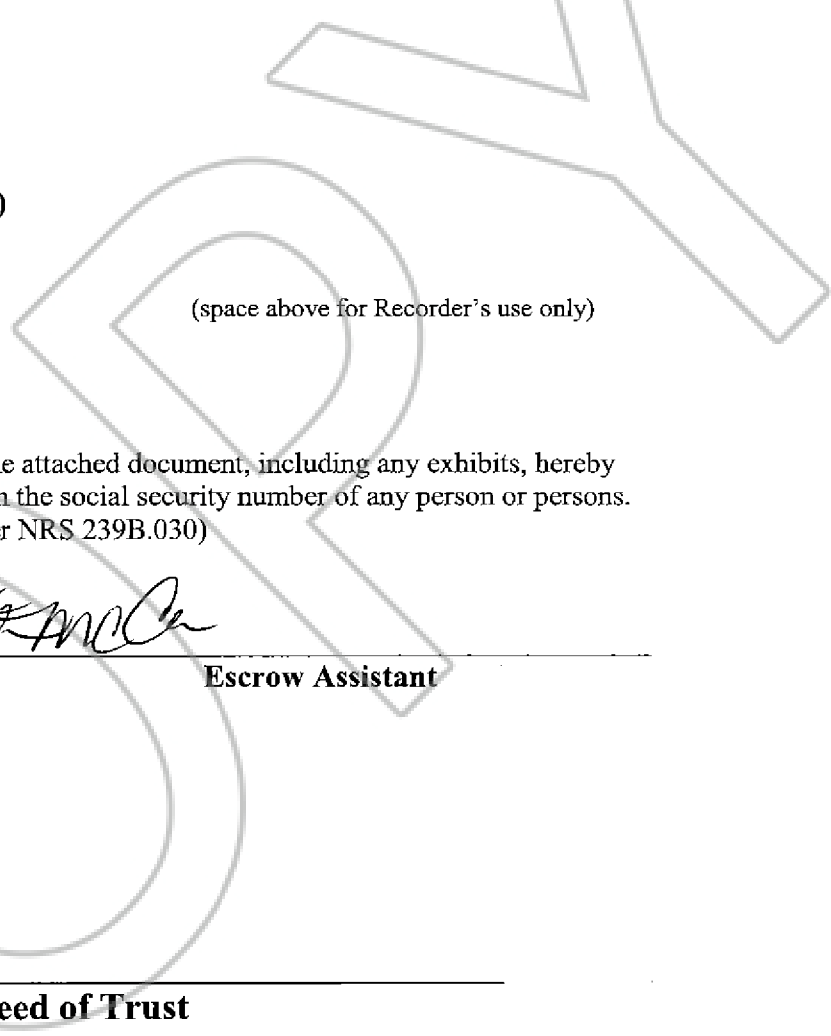 )
(space above for Recorder's use only)
e attached document, including any exhibits, hereby
n the social security number of any person or persons.
r NRS 239B.030)
Escrow Assistant
eed of Trust